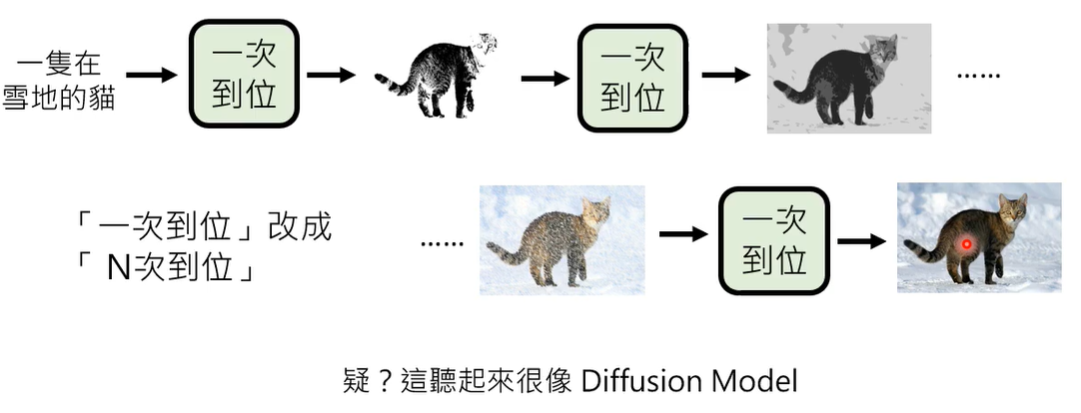 一隻在
雪地的貓
一次
到位
一次
到位
……
「一次到位」改成
「 N次到位」
……
一次
到位
疑？這聽起來很像 Diffusion Model